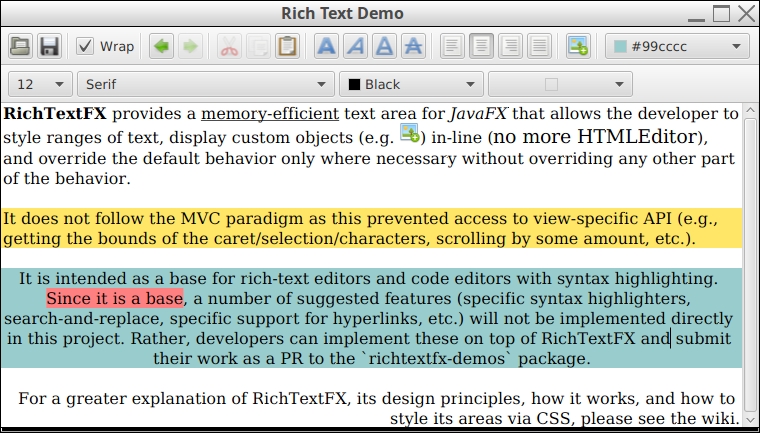 Rich Text Demo
Wrap
A A A A
#99cccc
12
Serif
Black
RichTextFX provides a memory-efficient text area for JavaFX that allows the developer to
style ranges of text, display custom objects (e.g. ) in-line (no more HTMLEditor),
and override the default behavior only where necessary without overriding any other part
of the behavior.
It does not follow the MVC paradigm as this prevented access to view-specific API (e.g.,
getting the bounds of the caret/selection/characters, scrolling by some amount, etc.).
It is intended as a base for rich-text editors and code editors with syntax highlighting.
Since it is a base, a number of suggested features (specific syntax highlighters,
search-and-replace, specific support for hyperlinks, etc.) will not be implemented directly
in this project. Rather, developers can implement these on top of RichTextFX and submit
their work as a PR to the `richtextfx-demos` package.
For a greater explanation of RichTextFX, its design principles, how it works, and how to
style its areas via CSS, please see the wiki.